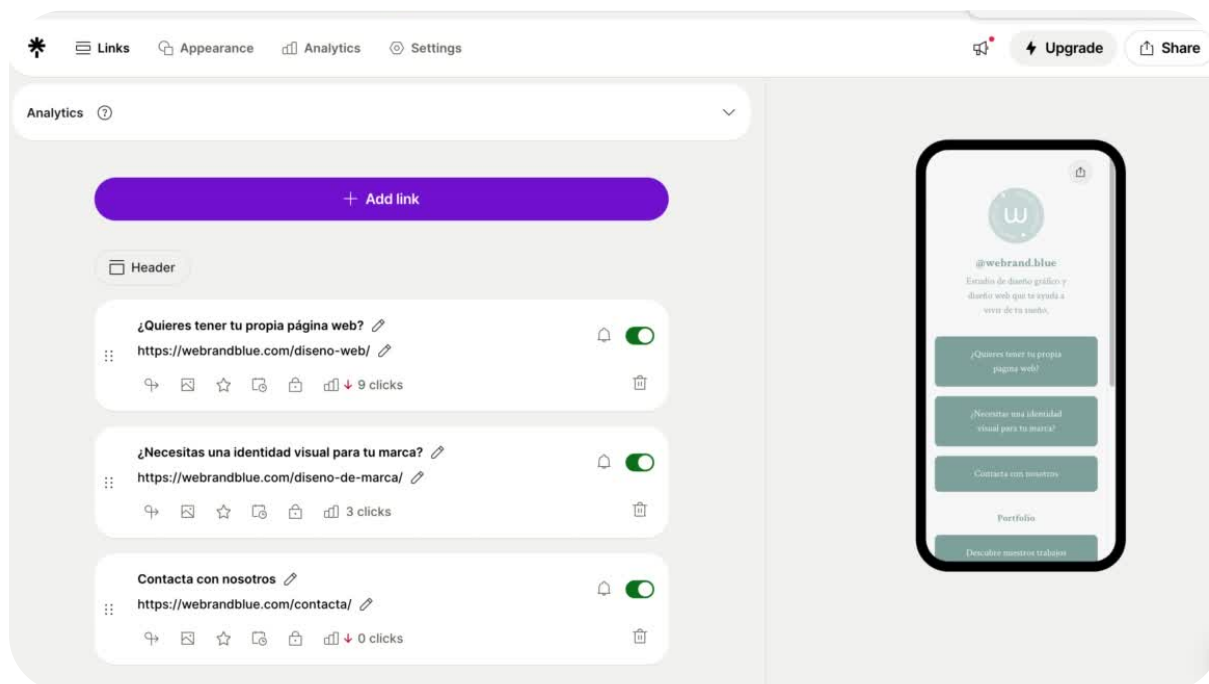 Links Appearance Analytics Settings Upgrade Share
Analytics ?
+ Add link
Header
¿Quieres tener tu propia página web?
https://webrandblue.com/diseno-web/
9 clicks
¿Necesitas una identidad visual para tu marca?
https://webrandblue.com/diseno-de-marca/
3 clicks
Contacta con nosotros
https://webrandblue.com/contacta/
0 clicks
W
@webrand.blue
Estudio de diseño gráfico y
diseño web que te ayuda a
vivir de tu sueño.
¿Quieres tener tu propia
página web?
¿Necesitas una identidad
visual para tu marca?
Contacta con nosotros
Portfolio
Descubre nuestros trabajos